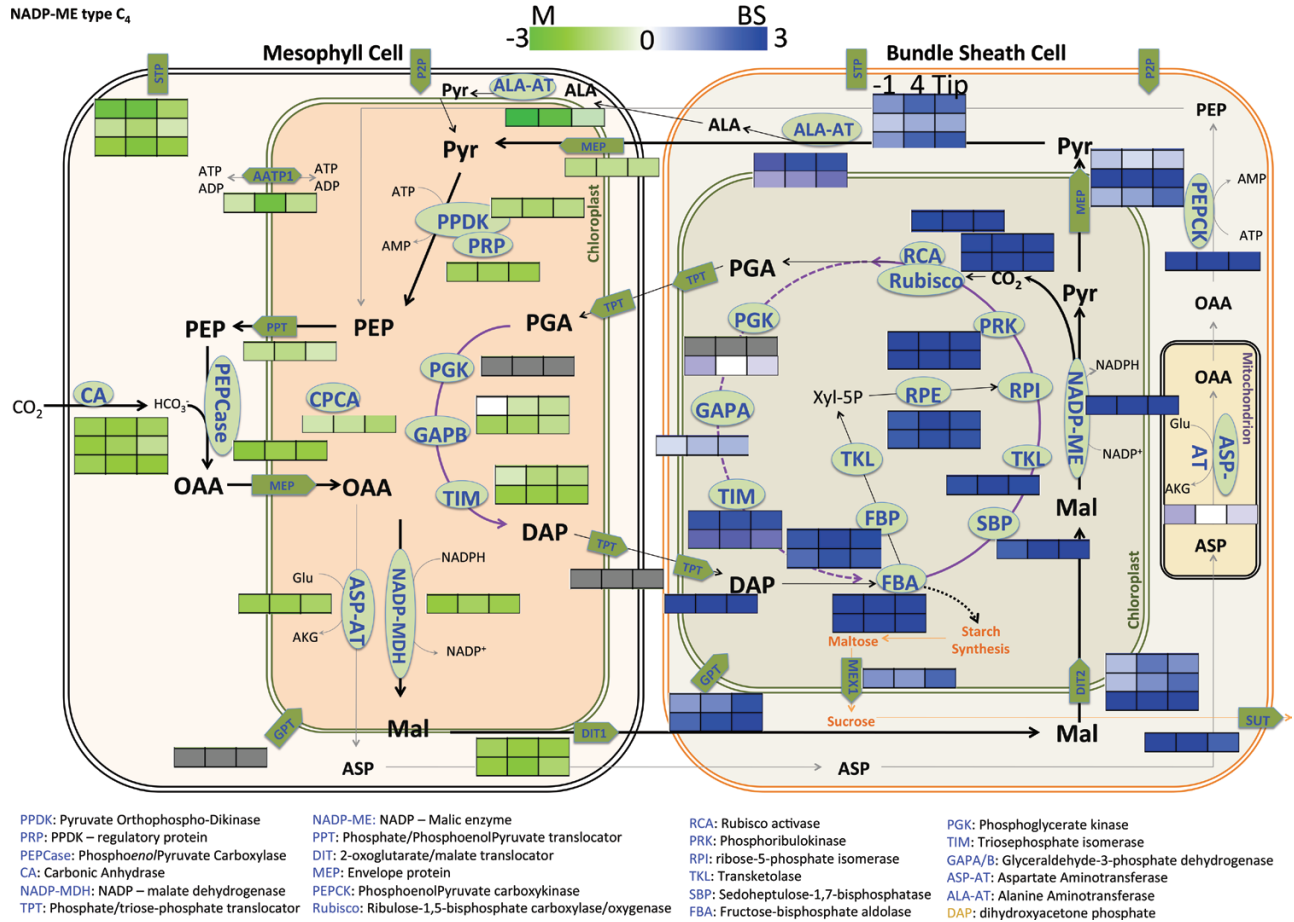 NADP-ME type C4
M
BS
-3
0
3
Mesophyll Cell
Bundle Sheath Cell
STP
P2P
STP
P2P
-1 4 Tip
Pyr
ALA-AT
ALA
ALA
ALA-AT
PEP
Pyr
MEP
Pyr
ATP
ADP
AATP1
ATP
ADP
ATP
PPDK
AMP
PRP
Chloroplast
MEP
PEPCK
AMP
ATP
RCA
Rubisco
CO2
PGA
TPT
TPT
Pyr
OAA
PEP
PPT
PEP
PGA
PGK
PRK
PGK
CA
CO2
HCO3-
PEPCase
CPCA
GAPB
GAPA
Xyl-5P
RPE
RPI
NADP-ME
NADPH
NADP+
Mitochondrion
OAA
Glu
AKG
ASP-
AT
ASP
TKL
TKL
OAA
MEP
OAA
TIM
TIM
FBP
SBP
Mal
DAP
TPT
TPT
DAP
FBA
Chloroplast
Glu
AKG
ASP-AT
NADP-MDH
NADPH
NADP+
Maltose
Starch
Synthesis
GPT
MEX1
DIT2
Sucrose
SUT
GPT
Mal
DIT1
Mal
ASP
ASP
PPDK: Pyruvate Orthophospho-Dikinase
PRP: PPDK – regulatory protein
PEPCase: PhosphoenolPyruvate Carboxylase
CA: Carbonic Anhydrase
NADP-MDH: NADP – malate dehydrogenase
TPT: Phosphate/triose-phosphate translocator
NADP-ME: NADP – Malic enzyme
PPT: Phosphate/PhosphoenolPyruvate translocator
DIT: 2-oxoglutarate/malate translocator
MEP: Envelope protein
PEPCK: PhosphoenolPyruvate carboxykinase
Rubisco: Ribulose-1,5-bisphosphate carboxylase/oxygenase
RCA: Rubisco activase
PRK: Phosphoribulokinase
RPI: ribose-5-phosphate isomerase
TKL: Transketolase
SBP: Sedoheptulose-1,7-bisphosphatase
FBA: Fructose-bisphosphate aldolase
PGK: Phosphoglycerate kinase
TIM: Triosephosphate isomerase
GAPA/B: Glyceraldehyde-3-phosphate dehydrogenase
ASP-AT: Aspartate Aminotransferase
ALA-AT: Alanine Aminotransferase
DAP: dihydroxyacetone phosphate